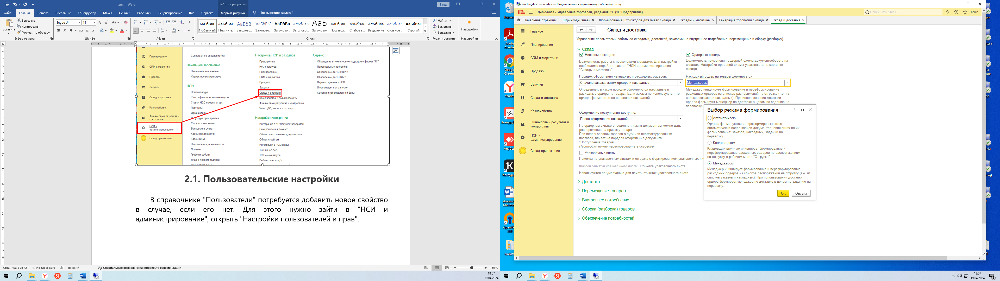 док - Word
Работа с рисунками
Вход
Файл
Главная
Вставка
Рисование
Конструктор
Макет
Ссылки
Рассылки
Рецензирование
Вид
Справка
Формат рисунка
Что вы хотите сделать?
Вставить
Вырезать
Копировать
Формат по образцу
Буфер обмена
Segoe UI
14
Шрифт
Абзац
АаБбВвГ
¶ Обычный
АаБбВвГ
¶ Без инте...
АаБбВв
Заголово...
АаБбВвГ
Заголово...
АаБбВв
Заголово...
АаБбВвГ
Заголово...
АаЬ
Заголовок
АаБбВвГ
Подзагол...
АаБбВвГ
Слабое в...
АаБбВвГ
Выделение
АаБбВвГ
Сильное...
АаБбВвГ
Строгий
Стили
Найти
Заменить
Выделить
Редактирование
Надстройки
Надстройки
Планирование
CRM и маркетинг
Продажи
Закупки
Склад и доставка
Казначейство
Финансовый результат и
контроллинг
НСИ и
администрирование
Склад приложение
Связаться со специалистом
Начальное заполнение
Начальное заполнение
Корректировка регистров
НСИ
Номенклатура
Классификаторы номенклатуры
Ставки НДС номенклатуры
Партнеры
Организации
Структура предприятия
Склады и магазины
Банковские счета
Кассы предприятия
Кассы ККМ
Направления деятельности
Проекты
Графики работы
Лица с правом подписи
Настройка НСИ и разделов
Предприятие
Номенклатура
Планирование
CRM и маркетинг
Продажи
Закупки
Склад и доставка
Казначейство и взаиморасчеты
Финансовый результат и контроллинг
Учет НДС, импорт и экспорт
Настройка интеграции
Интеграция с 1С:Документооборотом
Синхронизация данных
Обмен электронными документами
Обмен с сайтом
Интеграция с 1С:Заказы
1С:Бизнес-сеть
1С:Номенклатура
Веб-витрина mag1c
Сервис
Обращение в техническую поддержку фирмы "1С"
Персональные настройки
Обновление до 1С:ERP 2
Обновление до 1С:КА 2
Перенос данных из БП
Информация при запуске
Свертка информационной базы
2.1. Пользовательские настройки
В справочнике "Пользователи" потребуется добавить новое свойство
в случае, если его нет. Для этого нужно зайти в "НСИ и
администрирование", открыть "Настройки пользователей и прав".
Страница 5 из 42
Число слов: 1816
русский
Специальные возможности: проверьте рекомендации
150 %
18:07
19.04.2024
ivadev_dev1 — ivadev — Подключение к удаленному рабочему столу
Демо-база / Управление торговлей, редакция 11 (1С:Предприятие)
Поиск Ctrl+Shift+F
Admin
Начальная страница
Штрихкоды ячеек
Формирование штрихкодов для ячеек склада
Склады и магазины
Генерация топологии склада
Склад и доставка
Главное
Планирование
CRM и маркетинг
Продажи
Закупки
Склад и доставка
Казначейство
Финансовый результат и
контроллинг
НСИ и
администрирование
Склад приложение
Склад и доставка
Управление параметрами работы со складами, доставкой, заказами на внутреннее потребление, перемещение и сборку (разборку).
Склад
Несколько складов
Возможность работы с несколькими складами. Для настройки
необходимо перейти в раздел "НСИ и администрирование" —
"Склады и магазины".
Порядок оформления накладных и расходных ордеров:
Сначала заказы, затем ордера и накладные
Определяет, в каком порядке оформляются накладные и
расходные ордера на товары. Если заказы не используются, то
ордер оформляется на основании накладной.
Оформление поступления доступно:
После оформления накладной
На ордерном складе определяет, каким документом можно дать
распоряжение на приемку товара.
При использовании товаров в пути или неотфактурованных
поставок, влияет на порядок оформления документа
"Поступление товаров".
Настройку можно переопределить в договоре.
Упаковочные листы
Приемка по упаковочным листам и отгрузка с формированием упаковочных ли
Шаблон этикетки упаковочного листа:
Этикетка упаковочного листа
Используется по умолчанию для печати этикеток упаковочного листа.
Доставка
Перемещение товаров
Внутреннее потребление
Сборка (разборка) товаров
Обеспечение потребностей
Ордерные склады
Возможность применения ордерной схемы документооборота на
складах. Настройки ордерной схемы указываются в карточке
склада.
Расходный ордер на товары формируется:
Менеджером
Менеджер инициирует формирование и переформирование
расходных ордеров из списков распоряжений на отгрузку (т.е. из
списков заказов и накладных). При использовании доставки
ордера формирует менеджер по доставке в целом по заданию на
перевозку.
Выбор режима формирования
Автоматически
Ордера формируются и переформировываются
автоматически после записи документов, влияющих на их
формирование: заказов, накладных, заданий на
перевозку.
Кладовщиком
Кладовщик вручную инициирует формирование и
переформирование расходных ордеров по распоряжениям
на отгрузку в рабочем месте "Отгрузка".
Менеджером
Менеджер инициирует формирование и переформирование
расходных ордеров из списков распоряжений на отгрузку (т.е. из
списков заказов и накладных). При использовании доставки
ордера формирует менеджер по доставке в целом по заданию на
перевозку.
ОК
Отмена
Корзин
Adobe
Acroba
Google
Chrome
Yande
Контур.Д
AnyDes
Контур.
Докумен
Microsof
OpenVP
GUI
крадис
18:07
19.04.2024